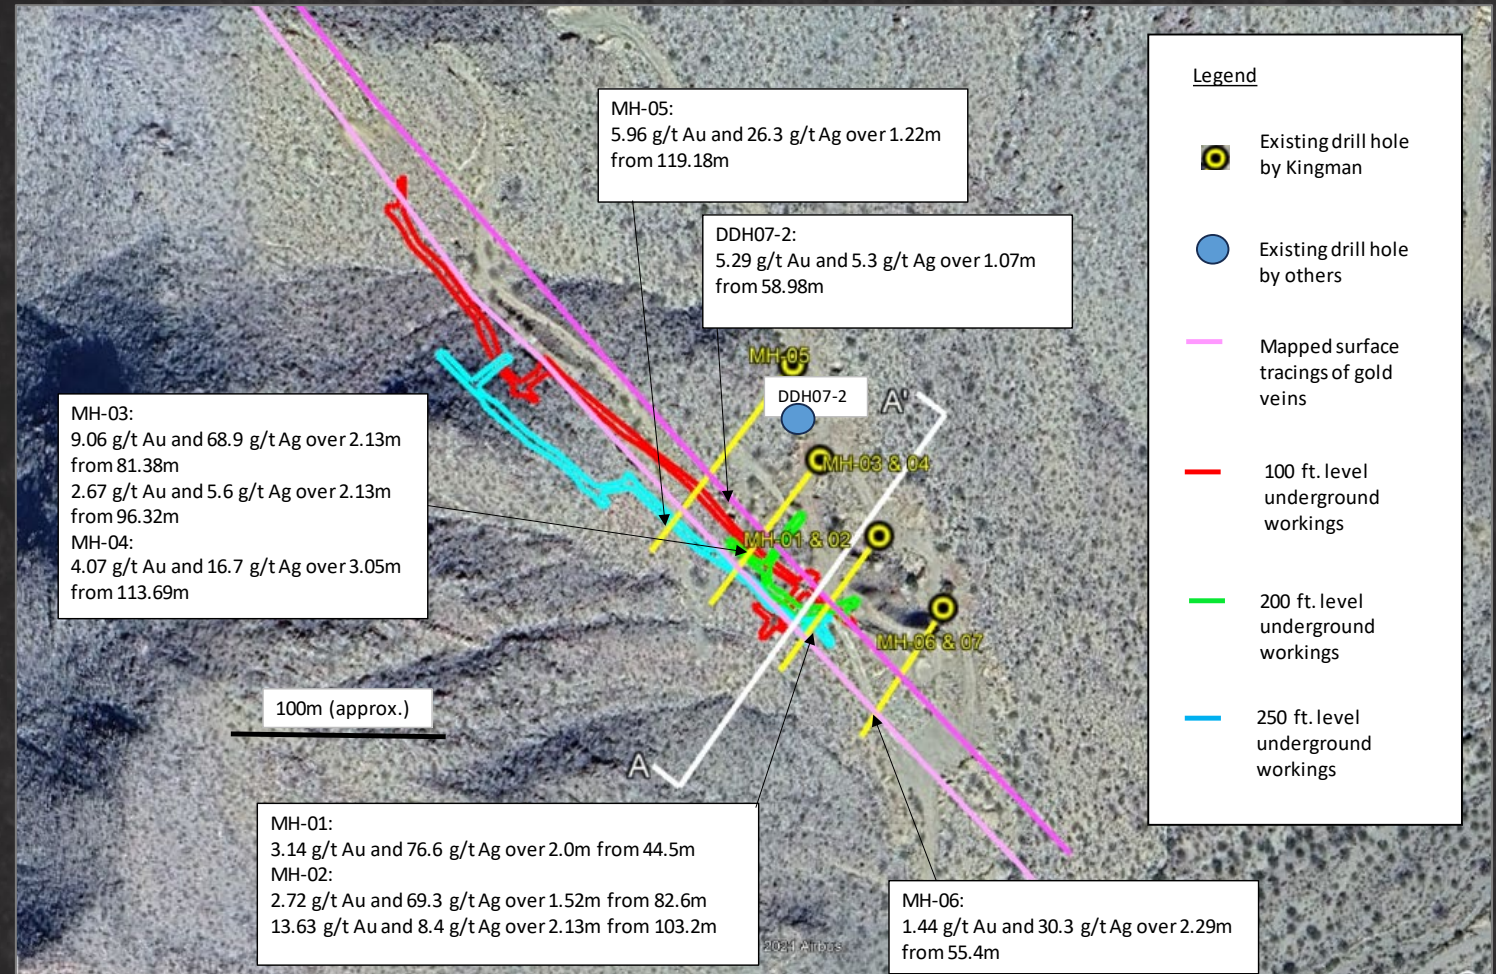 Legend
Existing drill hole
by Kingman
Existing drill hole
by others
Mapped surface
tracings of gold
veins
100 ft. level
underground
workings
200 ft. level
underground
workings
250 ft. level
underground
workings
MH-05:
5.96 g/t Au and 26.3 g/t Ag over 1.22m
from 119.18m
DDH07-2:
5.29 g/t Au and 5.3 g/t Ag over 1.07m
from 58.98m
MH-05
DDH07-2
A'
MH-03 & 04
MH-03:
9.06 g/t Au and 68.9 g/t Ag over 2.13m
from 81.38m
2.67 g/t Au and 5.6 g/t Ag over 2.13m
from 96.32m
MH-04:
4.07 g/t Au and 16.7 g/t Ag over 3.05m
from 113.69m
MH-01 & 02
MH-06 & 07
100m (approx.)
A
MH-01:
3.14 g/t Au and 76.6 g/t Ag over 2.0m from 44.5m
MH-02:
2.72 g/t Au and 69.3 g/t Ag over 1.52m from 82.6m
13.63 g/t Au and 8.4 g/t Ag over 2.13m from 103.2m
MH-06:
1.44 g/t Au and 30.3 g/t Ag over 2.29m
from 55.4m
2021 Airbus